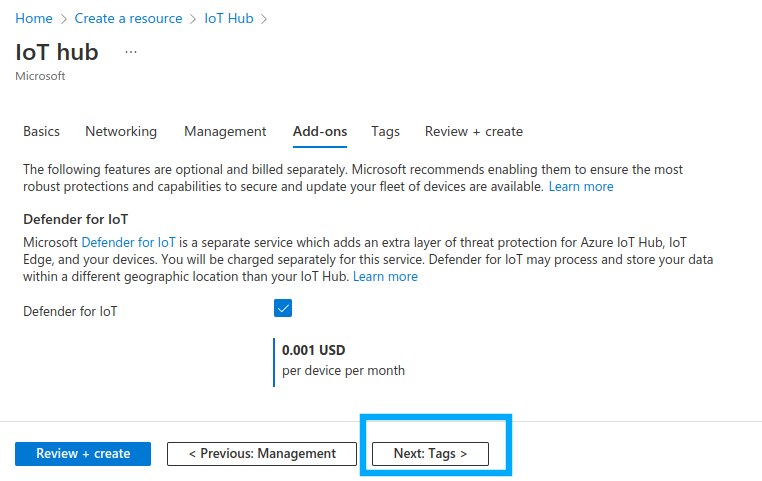 Home > Create a resource > IoT Hub >
IoT hub ...
Microsoft
Basics Networking Management Add-ons Tags Review + create
The following features are optional and billed separately. Microsoft recommends enabling them to ensure the most
robust protections and capabilities to secure and update your fleet of devices are available. Learn more
Defender for IoT
Microsoft Defender for IoT is a separate service which adds an extra layer of threat protection for Azure IoT Hub, IoT
Edge, and your devices. You will be charged separately for this service. Defender for IoT may process and store your data
within a different geographic location than your IoT Hub. Learn more
Defender for IoT
0.001 USD
per device per month
Review + create < Previous: Management Next: Tags >